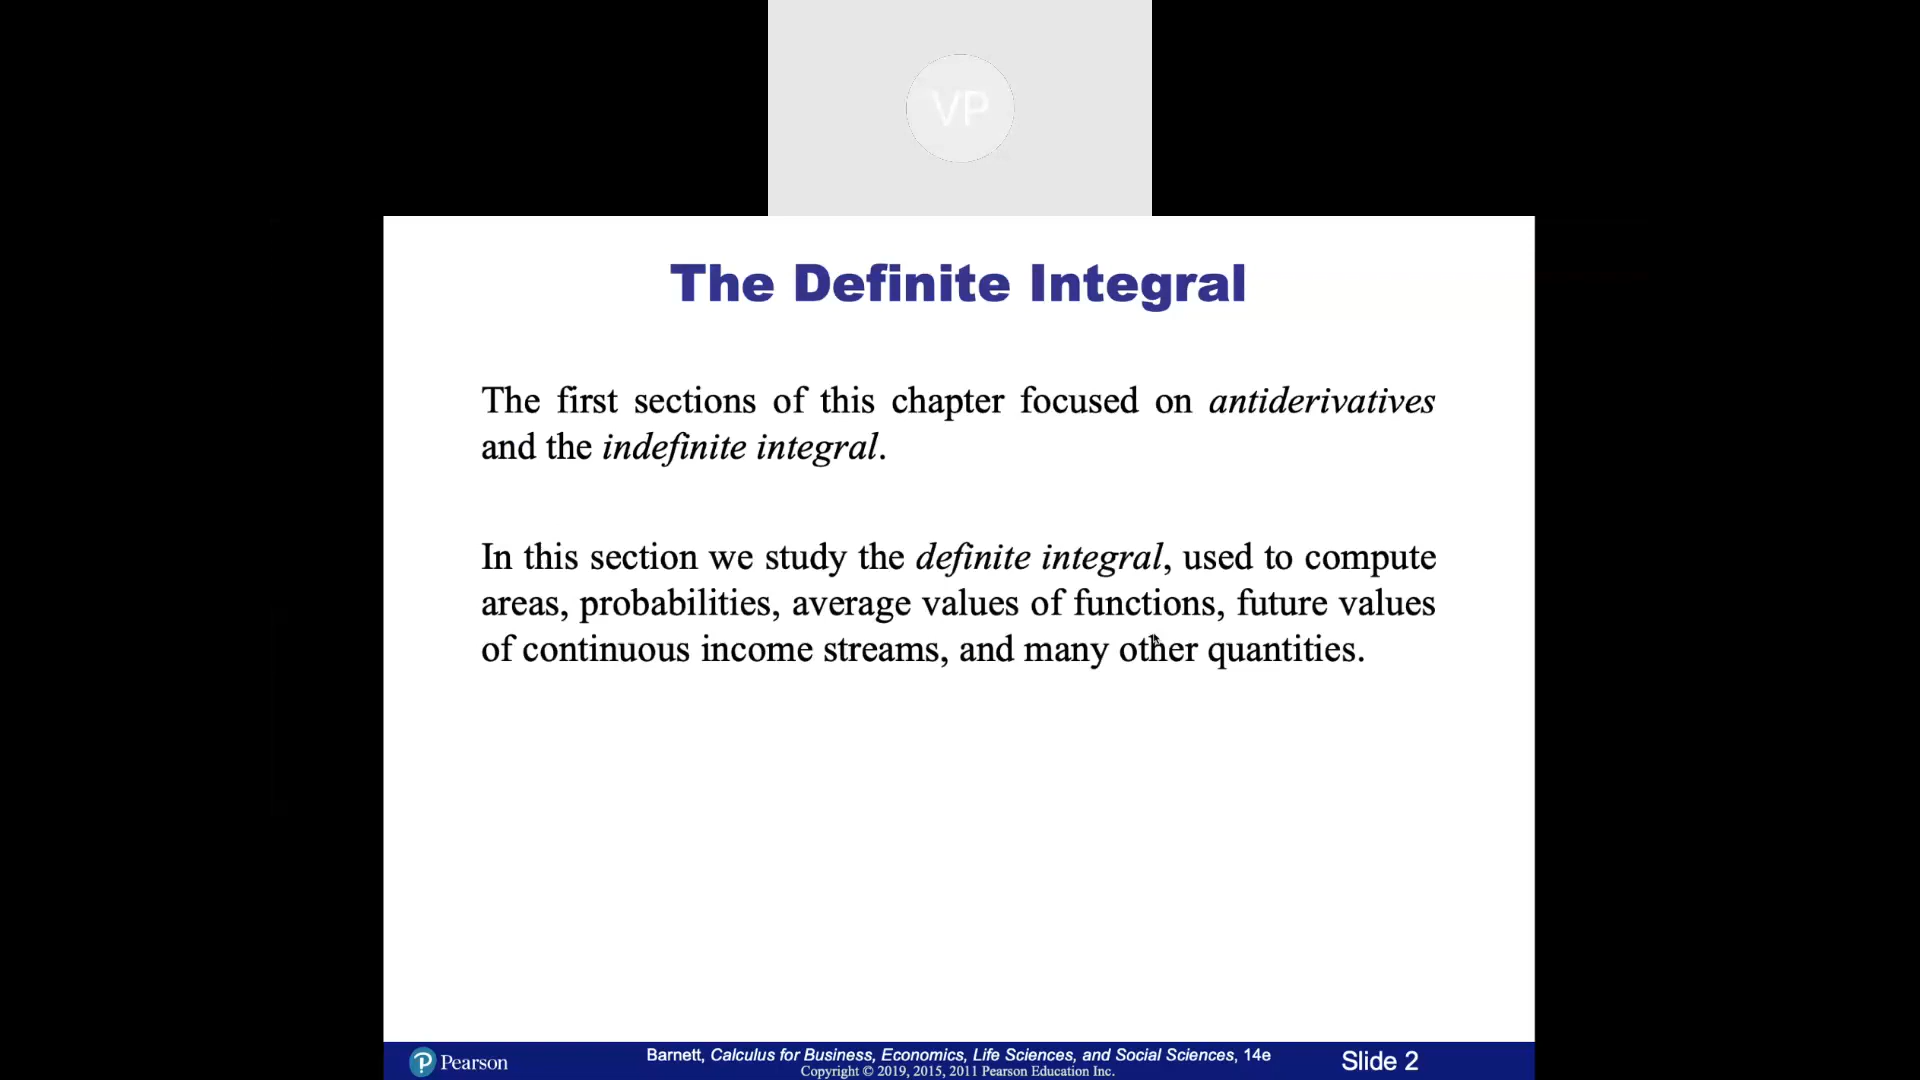 VP
The Definite Integral
The first sections of this chapter focused on antiderivatives
and the indefinite integral.
In this section we study the definite integral, used to compute
areas, probabilities, average values of functions, future values
of continuous income streams, and many other quantities.
Pearson
Barnett, Calculus for Business, Economics, Life Sciences, and Social Sciences, 14e
Copyright © 2019, 2015, 2011 Pearson Education Inc.
Slide 2